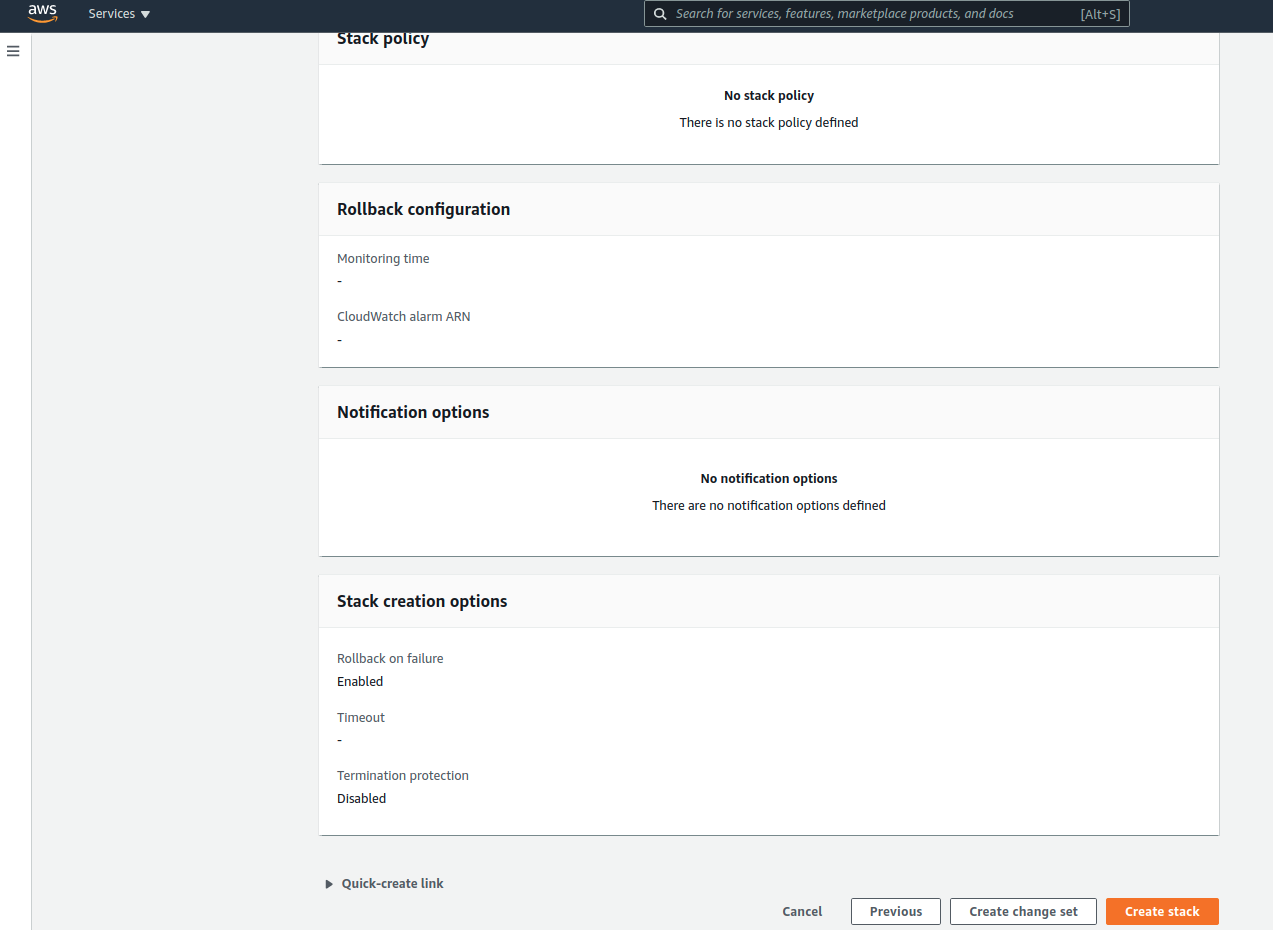 aws
Services
Search for services, features, marketplace products, and docs
[Alt+S]
Stack policy
No stack policy
There is no stack policy defined
Rollback configuration
Monitoring time
-
CloudWatch alarm ARN
-
Notification options
No notification options
There are no notification options defined
Stack creation options
Rollback on failure
Enabled
Timeout
-
Termination protection
Disabled
Quick-create link
Cancel
Previous
Create change set
Create stack